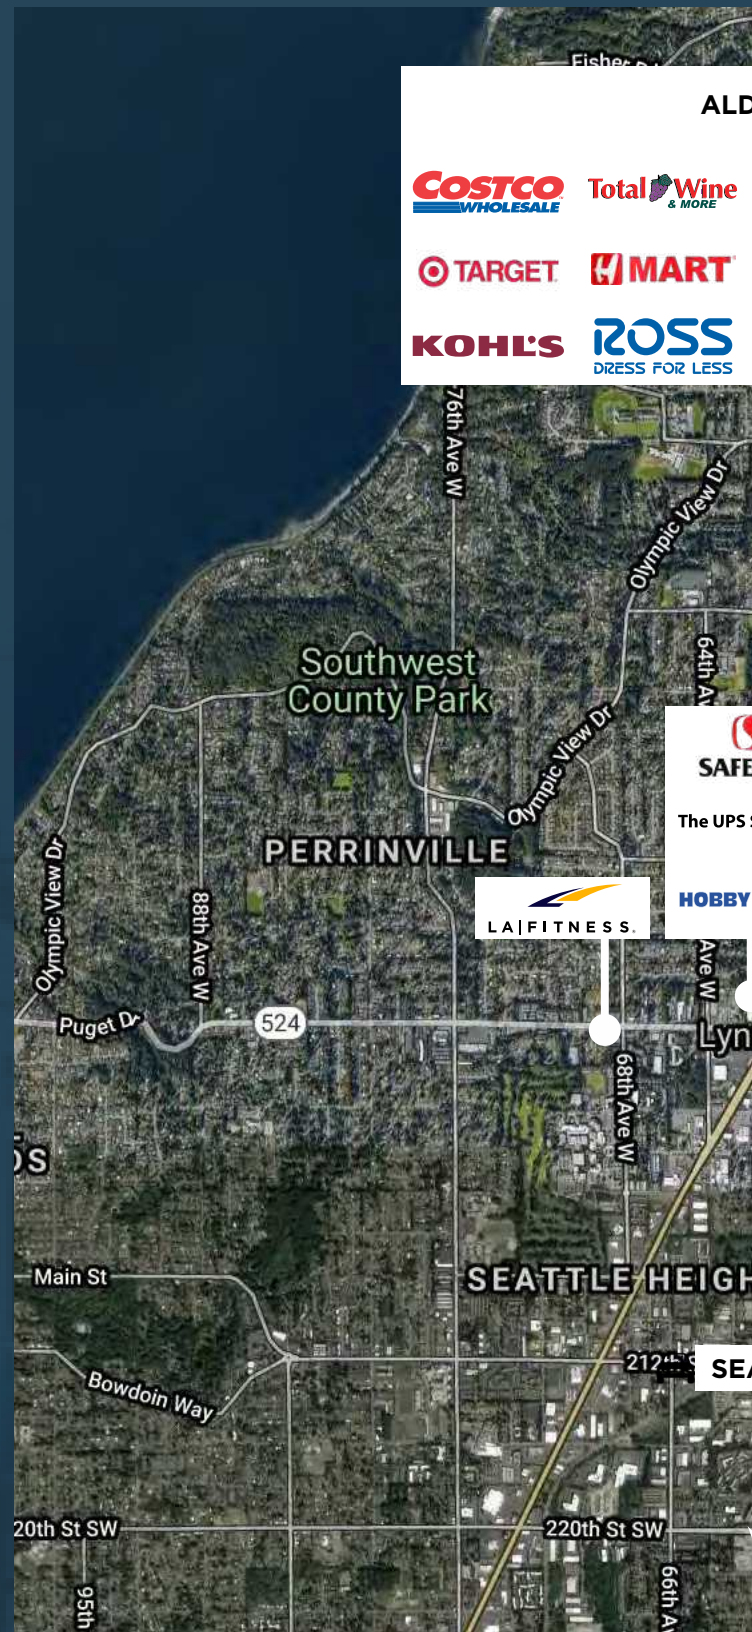 ALD
COSTCO
WHOLESALE
Total Wine
& MORE
TARGET
H MART
KOHL'S
ROSS
DRESS FOR LESS
76th Ave W
Olympic View Dr
64th Av
Southwest
County Park
Olympic View Dr
SAFE
The UPS S
HOBBY
PERRINVILLE
LA|FITNESS.
Olympic View Dr
88th Ave W
Ave W
Puget Dr
524
Lyn
68th Ave W
DS
Main St
SEATTLE HEIGH
212th S
SEA
Bowdoin Way
20th St SW
220th St SW
95th
66th Av